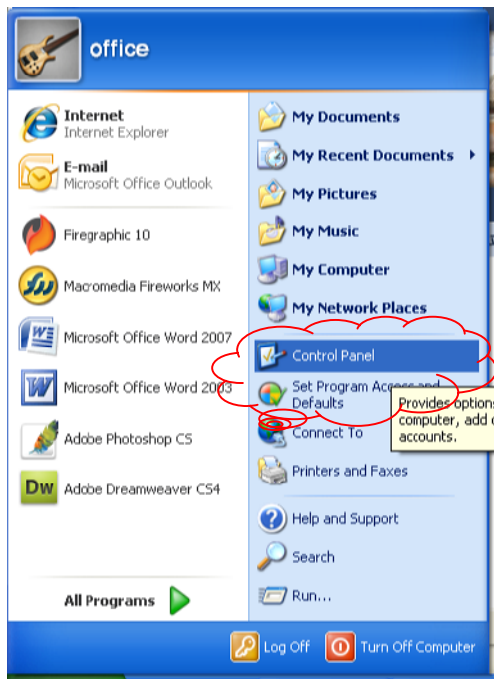 office
Internet
Internet Explorer
E-mail
Microsoft Office Outlook
Firegraphic 10
Macromedia Fireworks MX
Microsoft Office Word 2007
Microsoft Office Word 2003
Adobe Photoshop CS
Dw Adobe Dreamweaver CS4
All Programs
My Documents
My Recent Documents
My Pictures
My Music
My Computer
My Network Places
Control Panel
Set Program Access and
Defaults
Provides options
computer, add
accounts.
Connect To
Printers and Faxes
Help and Support
Search
Run...
Log Off
Turn Off Computer